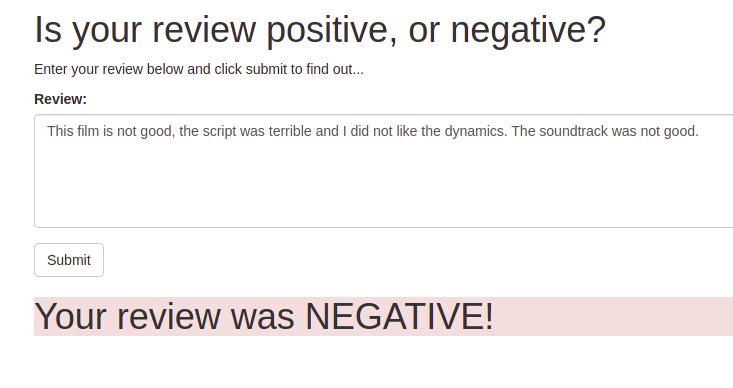 Is your review positive, or negative?
Enter your review below and click submit to find out...
Review:
This film is not good, the script was terrible and I did not like the dynamics. The soundtrack was not good.
Submit
Your review was NEGATIVE!